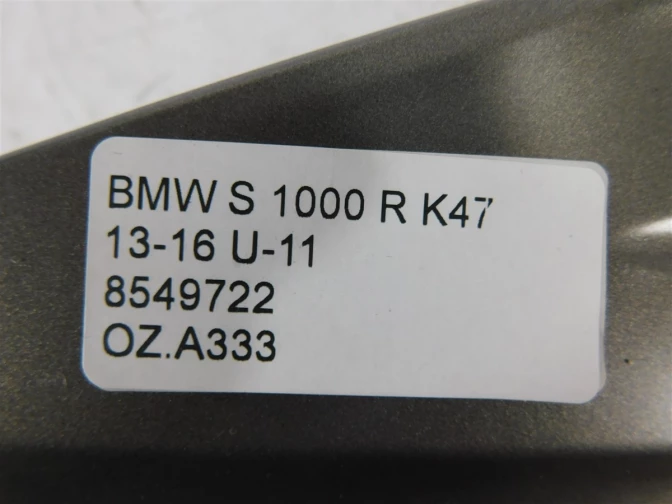 BMW S 1000 R K47
13-16 U-11
8549722
OZ.A333